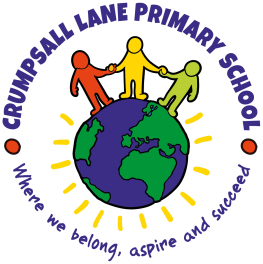 CRUMPSALL LANE PRIMARY SCHOOL
Where we belong, aspire and succeed